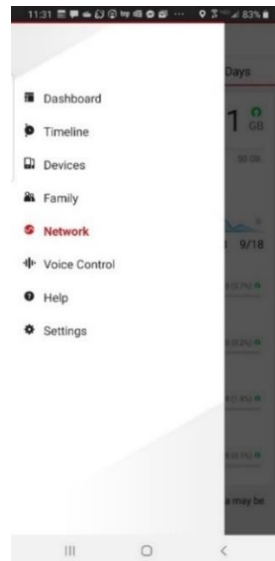 11:31
83%
Days
Dashboard
1 GB
Timeline
Devices
Family
Network
9/18
Voice Control
Help
Settings
a may be